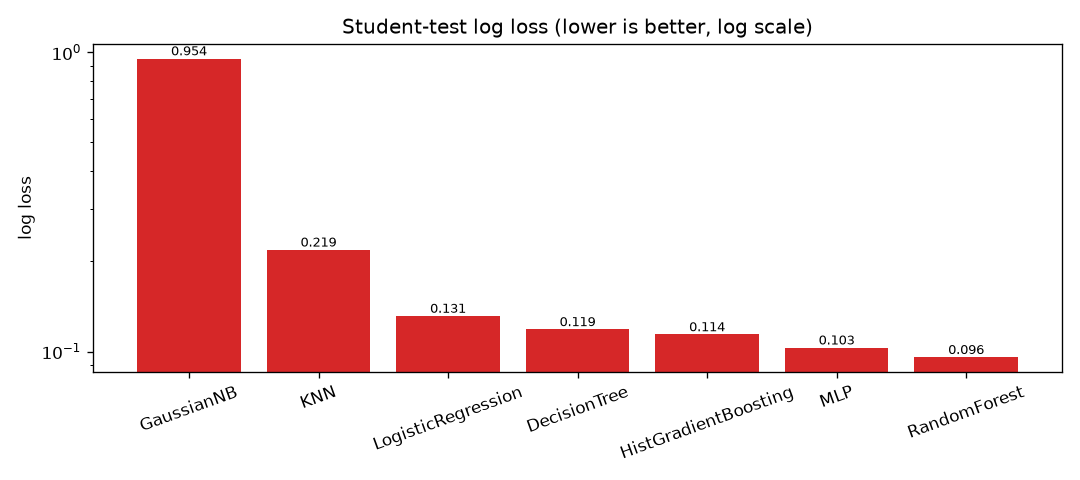 Student-test log loss (lower is better, log scale)
log loss
10⁰
10⁻¹
0.954
0.219
0.131
0.119
0.114
0.103
0.096
GaussianNB
KNN
LogisticRegression
DecisionTree
HistGradientBoosting
MLP
RandomForest